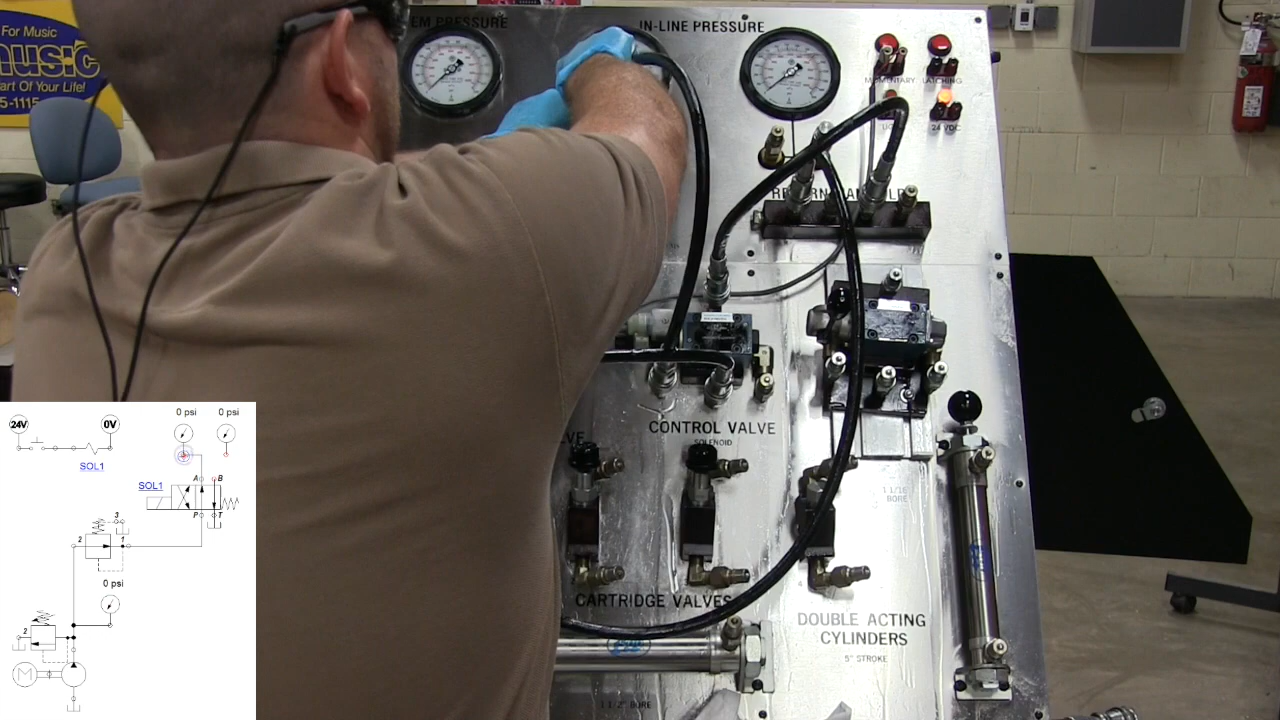 For Music
music
art of Your Life!
5-1115
EM PRESSURE
IN-LINE PRESSURE
MOMENTARY
LATCHING
24 VDC
CONTROL VALVE
SOLENOID
LVE
1 1/16
BORE
CARTRIDGE VALVES
DOUBLE ACTING
CYLINDERS
5" STROKE
1 1/2" BORE
0 psi
0 psi
24V
0V
SOL1
SOL1
A
B
P
T
3
2
1
0 psi
2
M